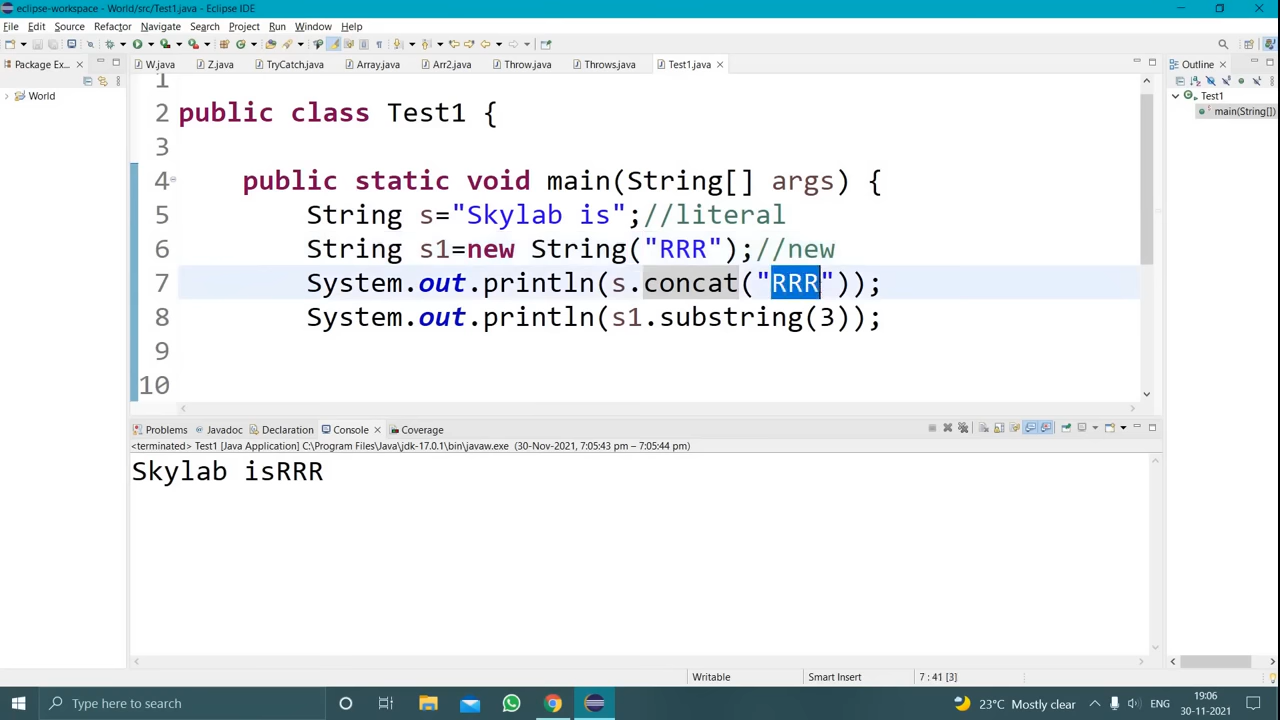 eclipse-workspace - World/src/Test1.java - Eclipse IDE
File Edit Source Refactor Navigate Search Project Run Window Help
Package Ex... W.java Z.java TryCatch.java Array.java Arr2.java Throw.java Throws.java Test1.java Outline
World
Test1
main(String[])
1
2 public class Test1 {
3
4 public static void main(String[] args) {
5 String s="Skylab is";//literal
6 String s1=new String("RRR");//new
7 System.out.println(s.concat("RRR"));
8 System.out.println(s1.substring(3));
9
10
Problems Javadoc Declaration Console Coverage
<terminated> Test1 [Java Application] C:\Program Files\Java\jdk-17.0.1\bin\javaw.exe (30-Nov-2021, 7:05:43 pm – 7:05:44 pm)
Skylab isRRR
Writable Smart Insert 7 : 41 [3]
Type here to search 23°C Mostly clear ENG 19:06
30-11-2021